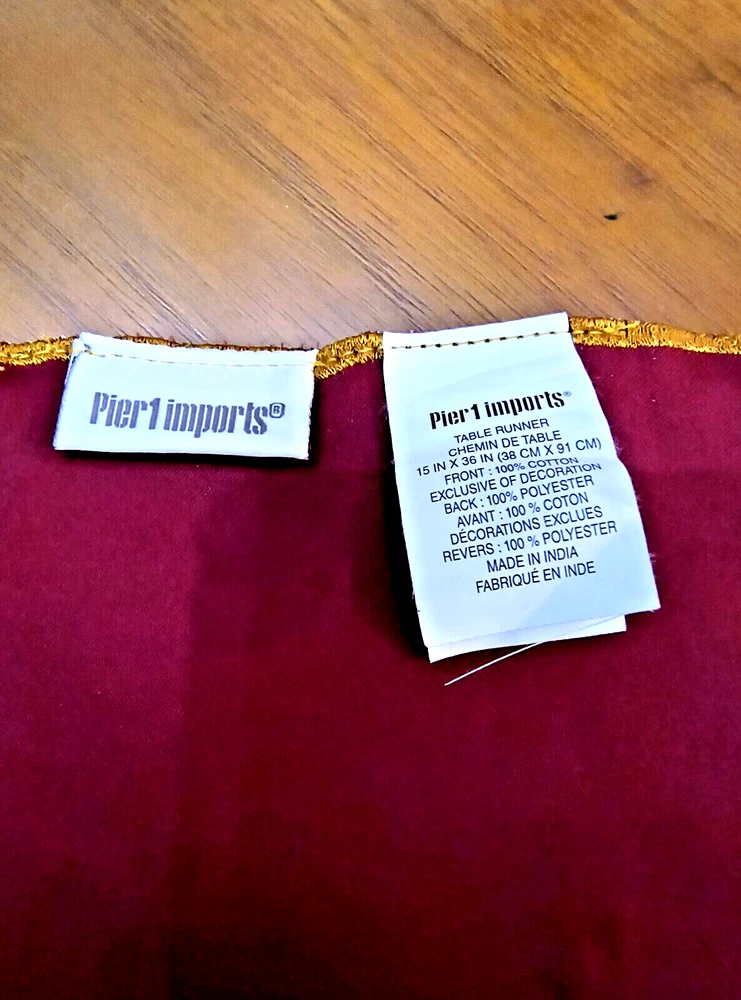 Pier1 imports®
Pier1 imports®
TABLE RUNNER
CHEMIN DE TABLE
15 IN X 36 IN (38 CM X 91 CM)
FRONT : 100% COTTON
EXCLUSIVE OF DECORATION
BACK : 100% POLYESTER
AVANT : 100 % COTON
DÉCORATIONS EXCLUES
REVERS : 100 % POLYESTER
MADE IN INDIA
FABRIQUÉ EN INDE